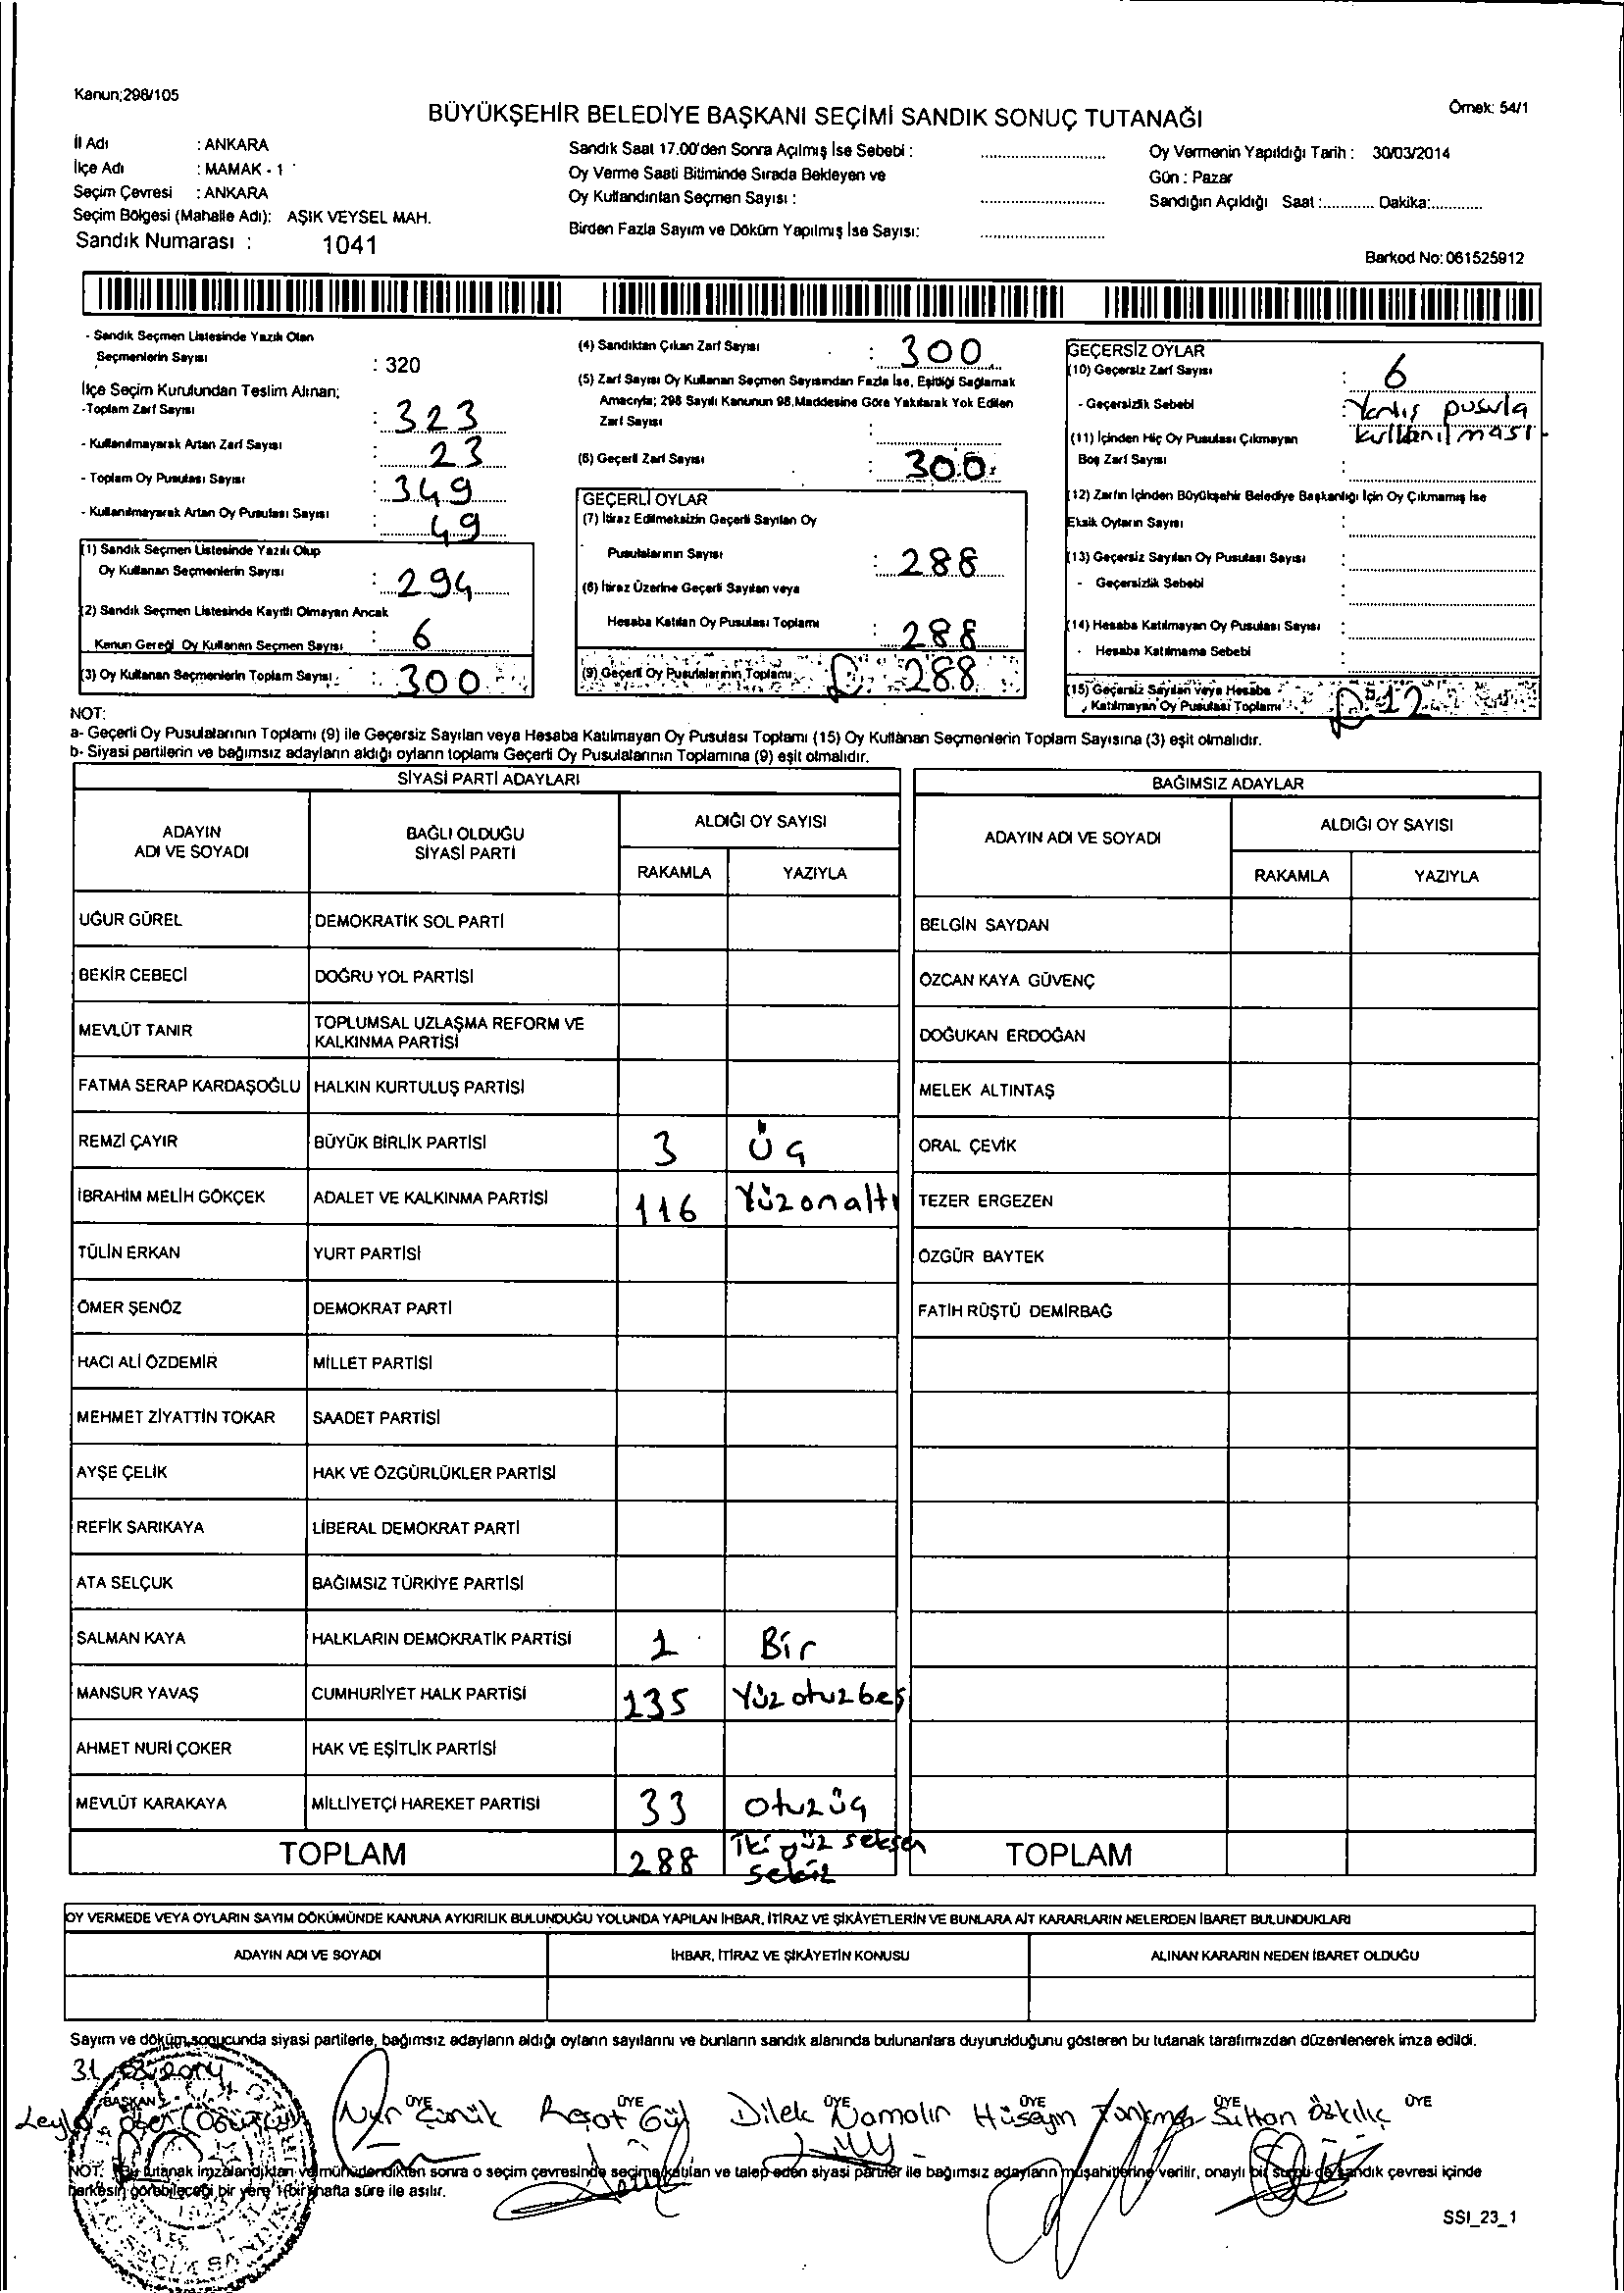 Kanun;298/105
BÜYÜKŞEHİR BELEDİYE BAŞKANI SEÇİMİ SANDIK SONUÇ TUTANAĞI
Örnek: 54/1
İl Adı : ANKARA
İlçe Adı : MAMAK - 1
Seçim Çevresi : ANKARA
Seçim Bölgesi (Mahalle Adı): AŞIK VEYSEL MAH.
Sandık Numarası : 1041
Sandık Saat 17.00'den Sonra Açılmış İse Sebebi : ....................
Oy Verme Saati Bitiminde Sırada Bekleyen ve
Oy Kullandırılan Seçmen Sayısı : ....................
Birden Fazla Sayım ve Döküm Yapılmış İse Sayısı: ....................
Oy Vermenin Yapıldığı Tarih : 30/03/2014
Gün : Pazar
Sandığın Açıldığı Saat :............ Dakika:............
Barkod No: 061525912
- Sandık Seçmen Listesinde Yazılı Olan
Seçmenlerin Sayısı : 320
İlçe Seçim Kurulundan Teslim Alınan;
-Toplam Zarf Sayısı : 323
- Kullanılmayarak Artan Zarf Sayısı : 23
- Toplam Oy Pusulası Sayısı : 349
- Kullanılmayarak Artan Oy Pusulası Sayısı : 49
(1) Sandık Seçmen Listesinde Yazılı Olup
Oy Kullanan Seçmenlerin Sayısı : 294
(2) Sandık Seçmen Listesinde Kayıtlı Olmayan Ancak
Kanun Gereği Oy Kullanan Seçmen Sayısı : 6
(3) Oy Kullanan Seçmenlerin Toplam Sayısı : 300
(4) Sandıktan Çıkan Zarf Sayısı : 300
(5) Zarf Sayısı Oy Kullanan Seçmen Sayısından Fazla İse, Eşitliği Sağlamak
Amacıyla; 298 Sayılı Kanunun 98.Maddesine Göre Yakılarak Yok Edilen
Zarf Sayısı :
(6) Geçerli Zarf Sayısı : 300
GEÇERLİ OYLAR
(7) İtiraz Edilmeksizin Geçerli Sayılan Oy
Pusulalarının Sayısı : 288
(8) İtiraz Üzerine Geçerli Sayılan veya
Hesaba Katılan Oy Pusulası Toplamı : 288
(9) Geçerli Oy Pusulalarının Toplamı : 288
GEÇERSİZ OYLAR
(10) Geçersiz Zarf Sayısı : 6
- Geçersizlik Sebebi : Yanlış pusula
kullanılması
(11) İçinden Hiç Oy Pusulası Çıkmayan
Boş Zarf Sayısı :
(12) Zarfın İçinden Büyükşehir Belediye Başkanlığı İçin Oy Çıkmamış İse
Eksik Oyların Sayısı :
(13) Geçersiz Sayılan Oy Pusulası Sayısı :
- Geçersizlik Sebebi :
(14) Hesaba Katılmayan Oy Pusulası Sayısı :
- Hesaba Katılmama Sebebi :
(15) Geçersiz Sayılan veya Hesaba
Katılmayan Oy Pusulası Toplamı : 12
NOT:
a- Geçerli Oy Pusulalarının Toplamı (9) ile Geçersiz Sayılan veya Hesaba Katılmayan Oy Pusulası Toplamı (15) Oy Kullanan Seçmenlerin Toplam Sayısına (3) eşit olmalıdır.
b- Siyasi partilerin ve bağımsız adayların aldığı oyların toplamı Geçerli Oy Pusulalarının Toplamına (9) eşit olmalıdır.
SİYASİ PARTİ ADAYLARI
ADAYIN ADI VE SOYADI
BAĞLI OLDUĞU SİYASİ PARTİ
ALDIĞI OY SAYISI
RAKAMLA YAZIYLA
UĞUR GÜREL DEMOKRATİK SOL PARTİ
BEKİR CEBECİ DOĞRU YOL PARTİSİ
MEVLÜT TANIR TOPLUMSAL UZLAŞMA REFORM VE
KALKINMA PARTİSİ
FATMA SERAP KARDAŞOĞLU HALKIN KURTULUŞ PARTİSİ
REMZİ ÇAYIR BÜYÜK BİRLİK PARTİSİ 3 Üç
İBRAHİM MELİH GÖKÇEK ADALET VE KALKINMA PARTİSİ 116 Yüzonaltı
TÜLİN ERKAN YURT PARTİSİ
ÖMER ŞENÖZ DEMOKRAT PARTİ
HACI ALİ ÖZDEMİR MİLLET PARTİSİ
MEHMET ZİYATTİN TOKAR SAADET PARTİSİ
AYŞE ÇELİK HAK VE ÖZGÜRLÜKLER PARTİSİ
REFİK SARIKAYA LİBERAL DEMOKRAT PARTİ
ATA SELÇUK BAĞIMSIZ TÜRKİYE PARTİSİ
SALMAN KAYA HALKLARIN DEMOKRATİK PARTİSİ 1 Bir
MANSUR YAVAŞ CUMHURİYET HALK PARTİSİ 135 Yüzotuzbeş
AHMET NURİ ÇOKER HAK VE EŞİTLİK PARTİSİ
MEVLÜT KARAKAYA MİLLİYETÇİ HAREKET PARTİSİ 33 Otuzüç
TOPLAM 288 İki yüz seksen
sekiz
BAĞIMSIZ ADAYLAR
ADAYIN ADI VE SOYADI
ALDIĞI OY SAYISI
RAKAMLA YAZIYLA
BELGİN SAYDAN
ÖZCAN KAYA GÜVENÇ
DOĞUKAN ERDOĞAN
MELEK ALTINTAŞ
ORAL ÇEVİK
TEZER ERGEZEN
ÖZGÜR BAYTEK
FATİH RÜŞTÜ DEMİRBAĞ
TOPLAM
OY VERMEDE VEYA OYLARIN SAYIM DÖKÜMÜNDE KANUNA AYKIRILIK BULUNDUĞU YOLUNDA YAPILAN İHBAR, İTİRAZ VE ŞİKÂYETLERİN VE BUNLARA AİT KARARLARIN NELERDEN İBARET BULUNDUKLARI
ADAYIN ADI VE SOYADI İHBAR, İTİRAZ VE ŞİKÂYETİN KONUSU ALINAN KARARIN NEDEN İBARET OLDUĞU
Sayım ve döküm sonucunda siyasi partilerle, bağımsız adayların aldığı oyların sayılarını ve bunların sandık alanında bulunanlara duyurulduğunu gösteren bu tutanak tarafımızdan düzenlenerek imza edildi.
31.03.2014
BAŞKAN ÜYE ÜYE ÜYE ÜYE ÜYE ÜYE
Nur Reşat Gül Dilek Hüseyin Sultan Özkılıç
NOT: Bu tutanak imzalandıktan ve mühürlendikten sonra o seçim çevresinde seçime katılan ve talep eden siyasi partiler ile bağımsız adayların müşahitlerine verilir, onaylı bir sureti de sandık çevresi içinde
herkesin görebileceği bir yere 1 (bir) hafta süre ile asılır.
SSI_23_1